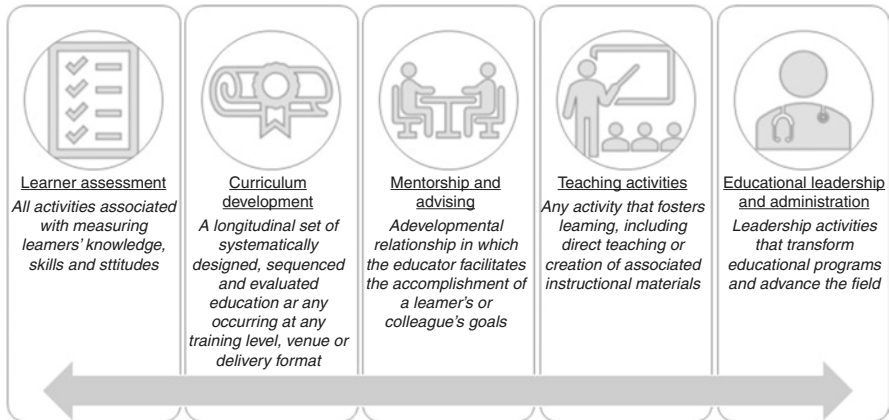 Learner assessment
All activities associated
with measuring
learners' knowledge,
skills and sttitudes
Curriculum
development
A longitudinal set of
systematically
designed, sequenced
and evaluated
education ar any
occurring at any
training level, venue or
delivery format
Mentorship and
advising
Adevelopmental
relationship in which
the educator facilitates
the accomplishment of
a leamer's or
colleague's goals
Teaching activities
Any activity that fosters
learning, including
direct teaching or
creation of associated
instructional materials
Educational leadership
and administration
Leadership activities
that transform
educational programs
and advance the field